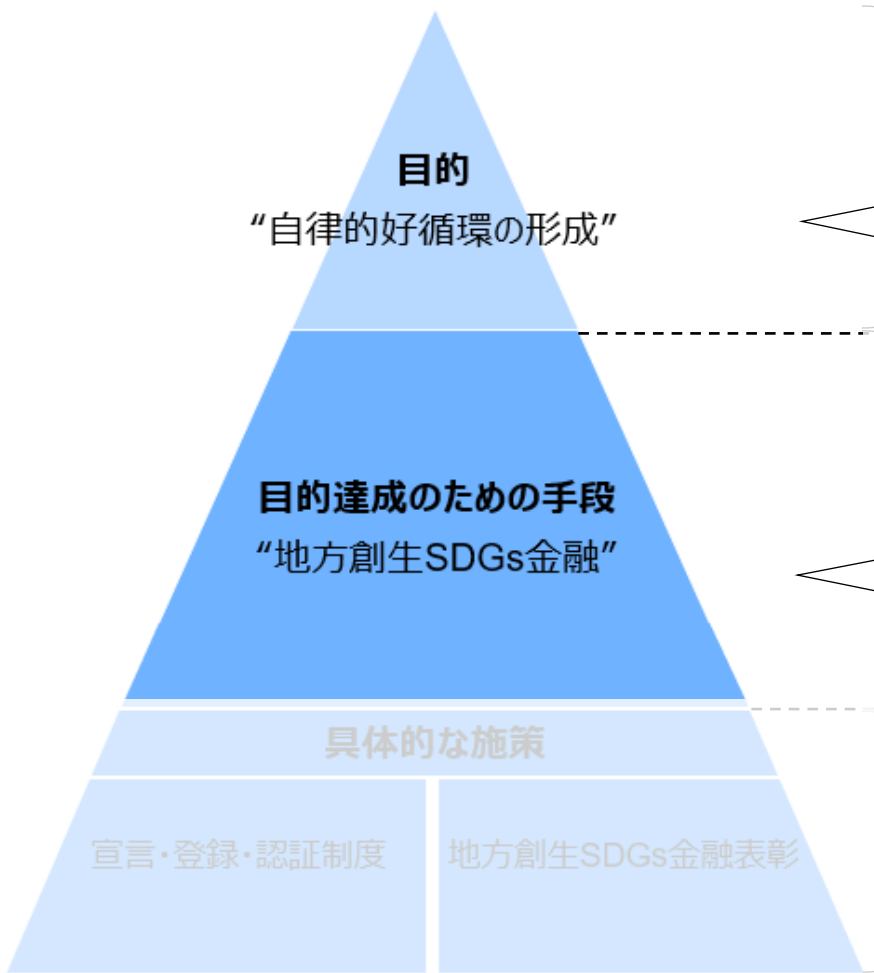 目的
“自律的好循環の形成”
目的達成のための手段
“地方創生SDGs金融”
具体的な施策
宣言・登録・認証制度
地方創生SDGs金融表彰